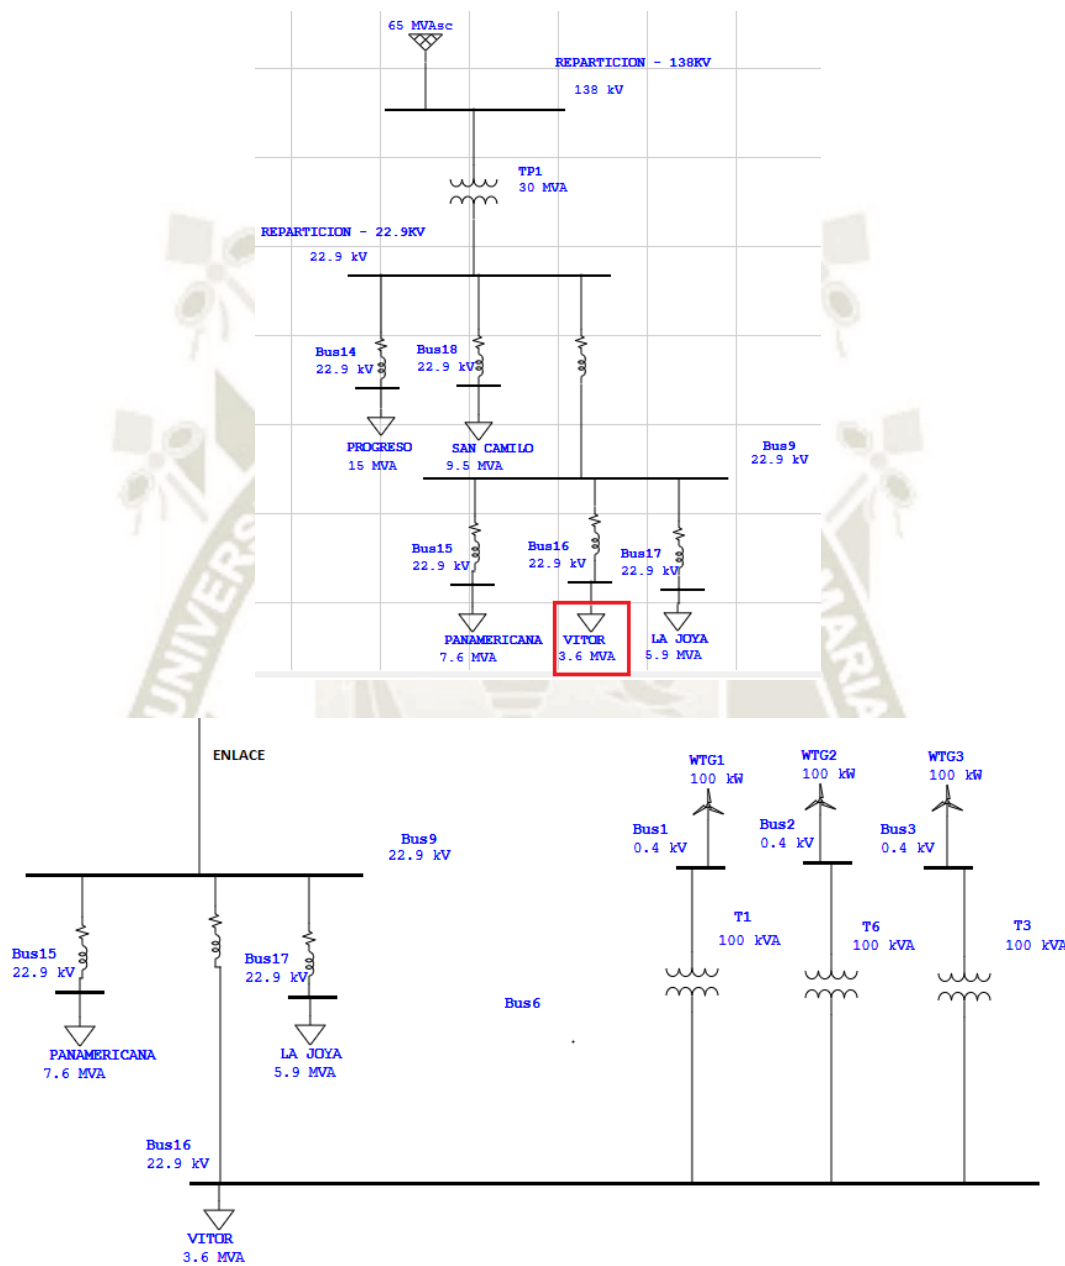 65 MVAsc
REPARTICION - 138KV
138 kV
TP1
30 MVA
REPARTICION - 22.9KV
22.9 kV
Bus14
22.9 kV
Bus18
22.9 kV
PROGRESO
15 MVA
SAN CAMILO
9.5 MVA
Bus9
22.9 kV
Bus15
22.9 kV
Bus16
22.9 kV
Bus17
22.9 kV
PANAMERICANA
7.6 MVA
VITOR
3.6 MVA
LA JOYA
5.9 MVA
UNIVERS
MARIA
ENLACE
WTG1
100 kW
WTG2
100 kW
WTG3
100 kW
Bus1
0.4 kV
Bus2
0.4 kV
Bus3
0.4 kV
Bus9
22.9 kV
T1
100 kVA
T6
100 kVA
T3
100 kVA
Bus15
22.9 kV
Bus17
22.9 kV
Bus6
PANAMERICANA
7.6 MVA
LA JOYA
5.9 MVA
Bus16
22.9 kV
VITOR
3.6 MVA